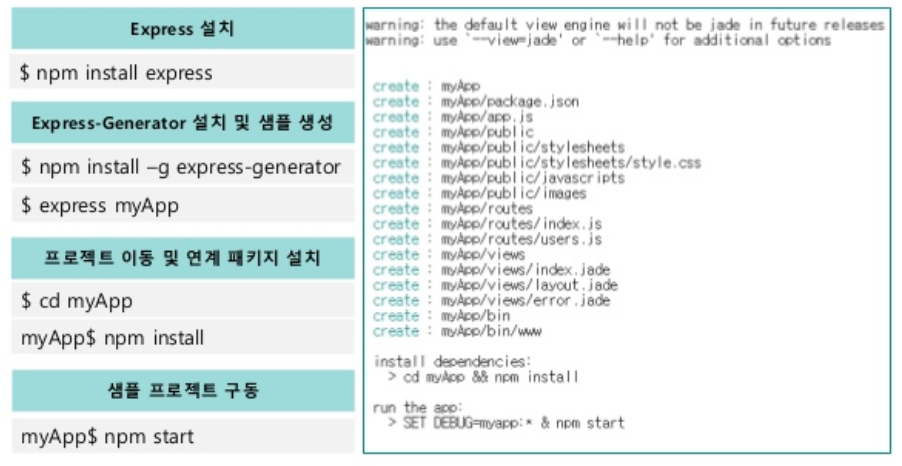 Express 설치
$ npm install express
Express-Generator 설치 및 샘플 생성
$ npm install –g express-generator
$ express myApp
프로젝트 이동 및 연계 패키지 설치
$ cd myApp
myApp$ npm install
샘플 프로젝트 구동
myApp$ npm start
warning: the default view engine will not be jade in future releases
warning: use `--view=jade' or `--help' for additional options
create : myApp
create : myApp/package.json
create : myApp/app.js
create : myApp/public
create : myApp/public/stylesheets
create : myApp/public/stylesheets/style.css
create : myApp/public/javascripts
create : myApp/public/images
create : myApp/routes
create : myApp/routes/index.js
create : myApp/routes/users.js
create : myApp/views
create : myApp/views/index.jade
create : myApp/views/layout.jade
create : myApp/views/error.jade
create : myApp/bin
create : myApp/bin/www
install dependencies:
> cd myApp && npm install
run the app:
> SET DEBUG=myapp:* & npm start